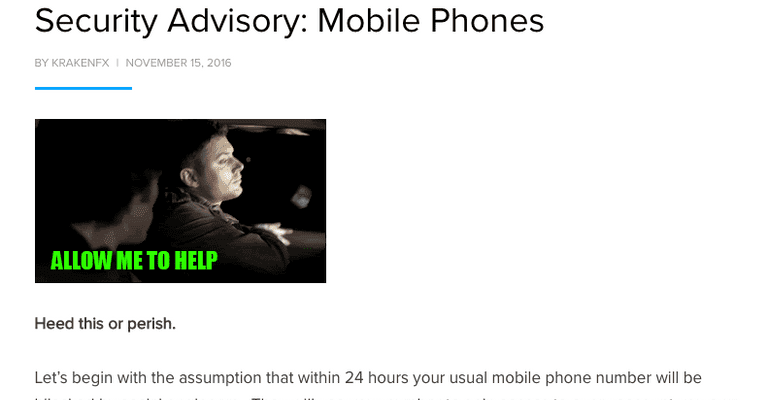 Security Advisory: Mobile Phones
BY KRAKENFX | NOVEMBER 15, 2016
ALLOW ME TO HELP
Heed this or perish.
Let's begin with the assumption that within 24 hours your usual mobile phone number will be